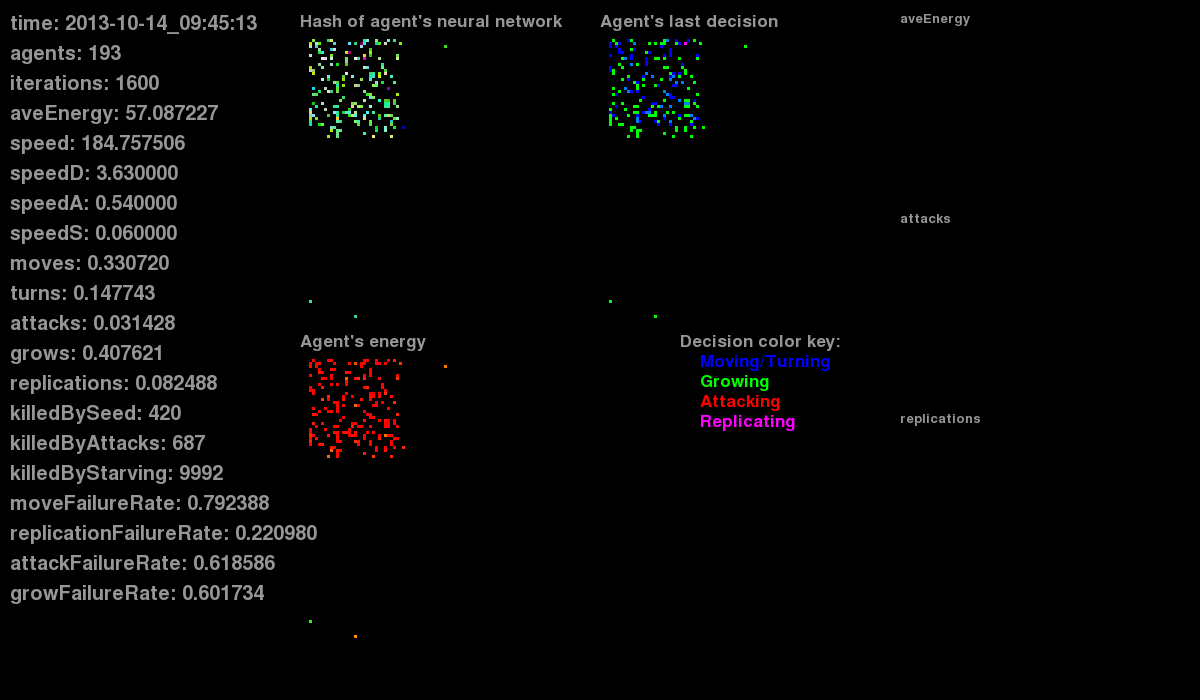 time: 2013-10-14_09:45:13
agents: 193
iterations: 1600
aveEnergy: 57.087227
speed: 184.757506
speedD: 3.630000
speedA: 0.540000
speedS: 0.060000
moves: 0.330720
turns: 0.147743
attacks: 0.031428
grows: 0.407621
replications: 0.082488
killedBySeed: 420
killedByAttacks: 687
killedByStarving: 9992
moveFailureRate: 0.792388
replicationFailureRate: 0.220980
attackFailureRate: 0.618586
growFailureRate: 0.601734
Hash of agent's neural network
Agent's last decision
Agent's energy
Decision color key:
Moving/Turning
Growing
Attacking
Replicating
aveEnergy
attacks
replications